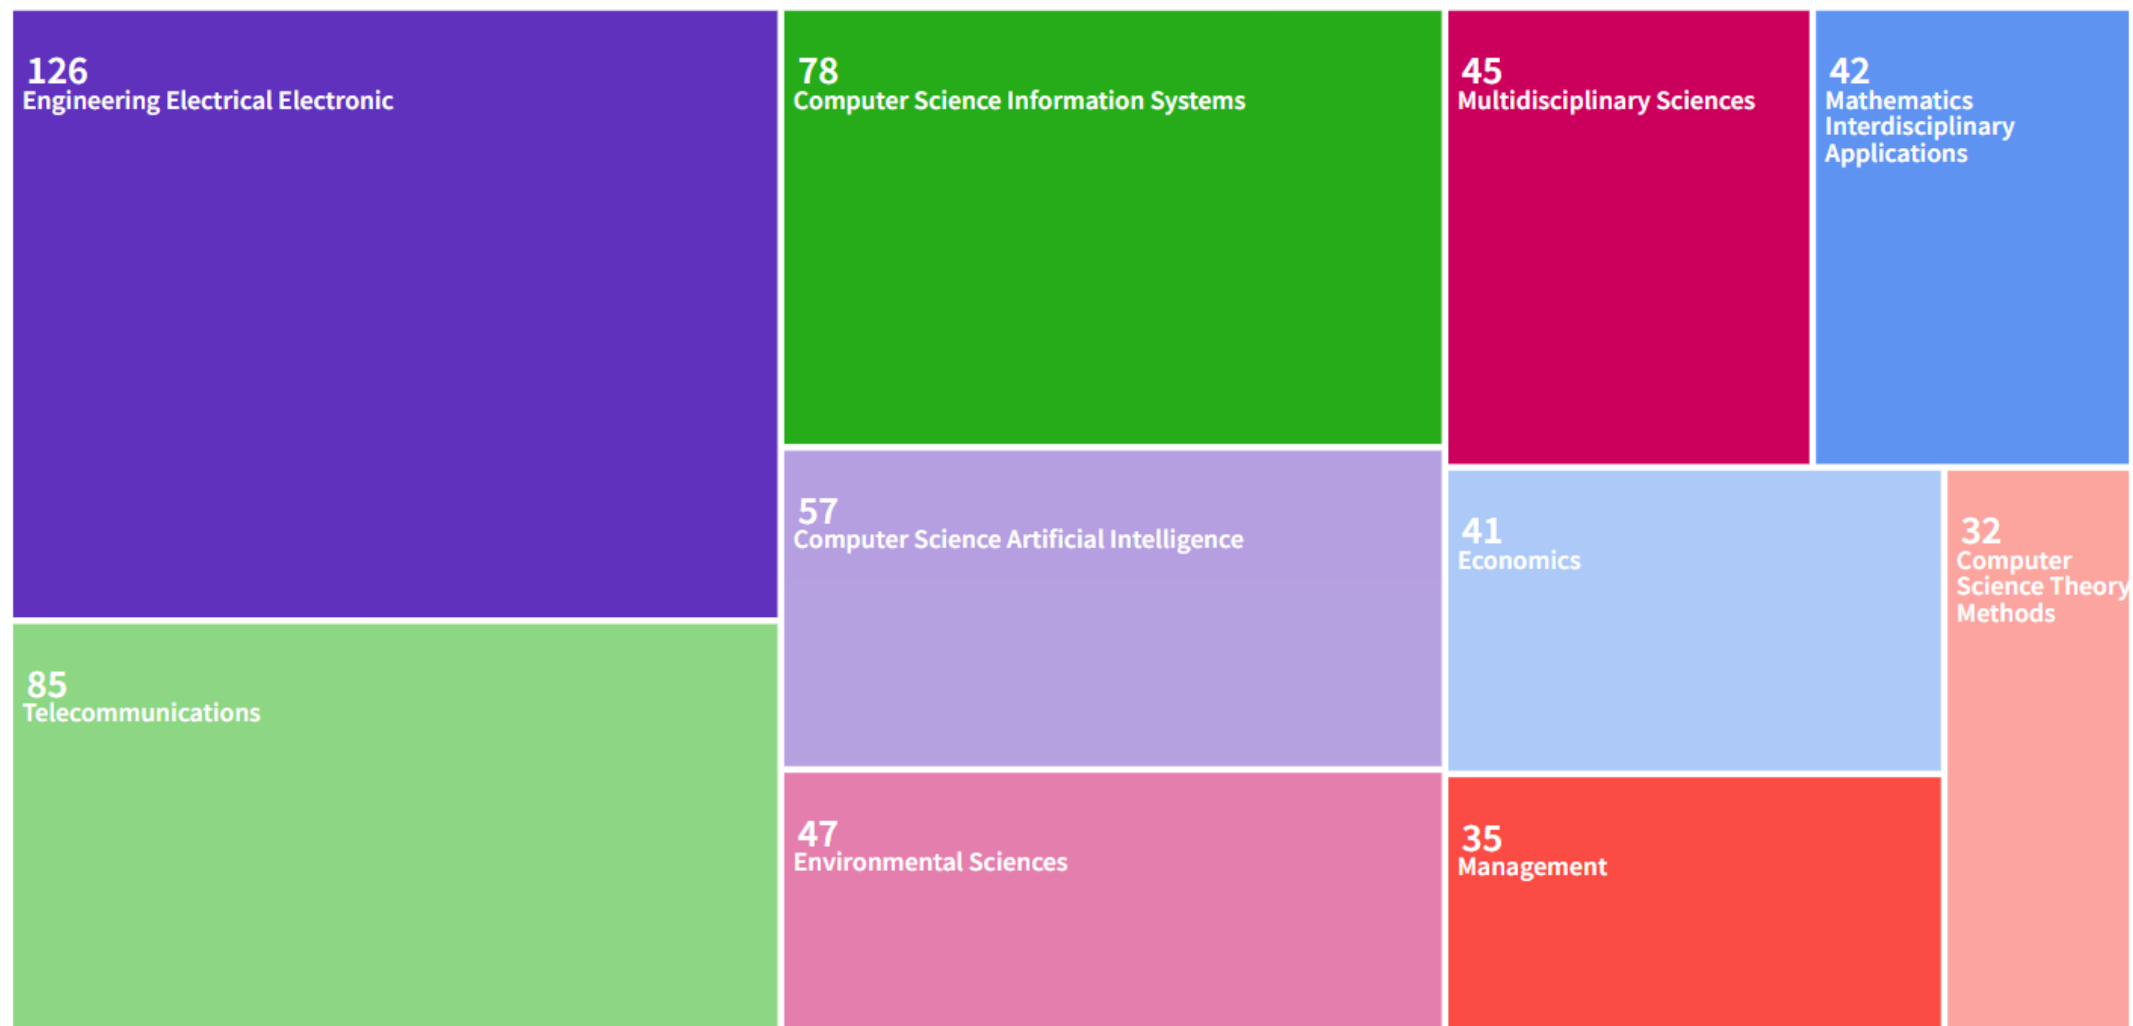 126
Engineering Electrical Electronic
85
Telecommunications
78
Computer Science Information Systems
57
Computer Science Artificial Intelligence
47
Environmental Sciences
45
Multidisciplinary Sciences
42
Mathematics
Interdisciplinary
Applications
41
Economics
35
Management
32
Computer
Science Theory
Methods